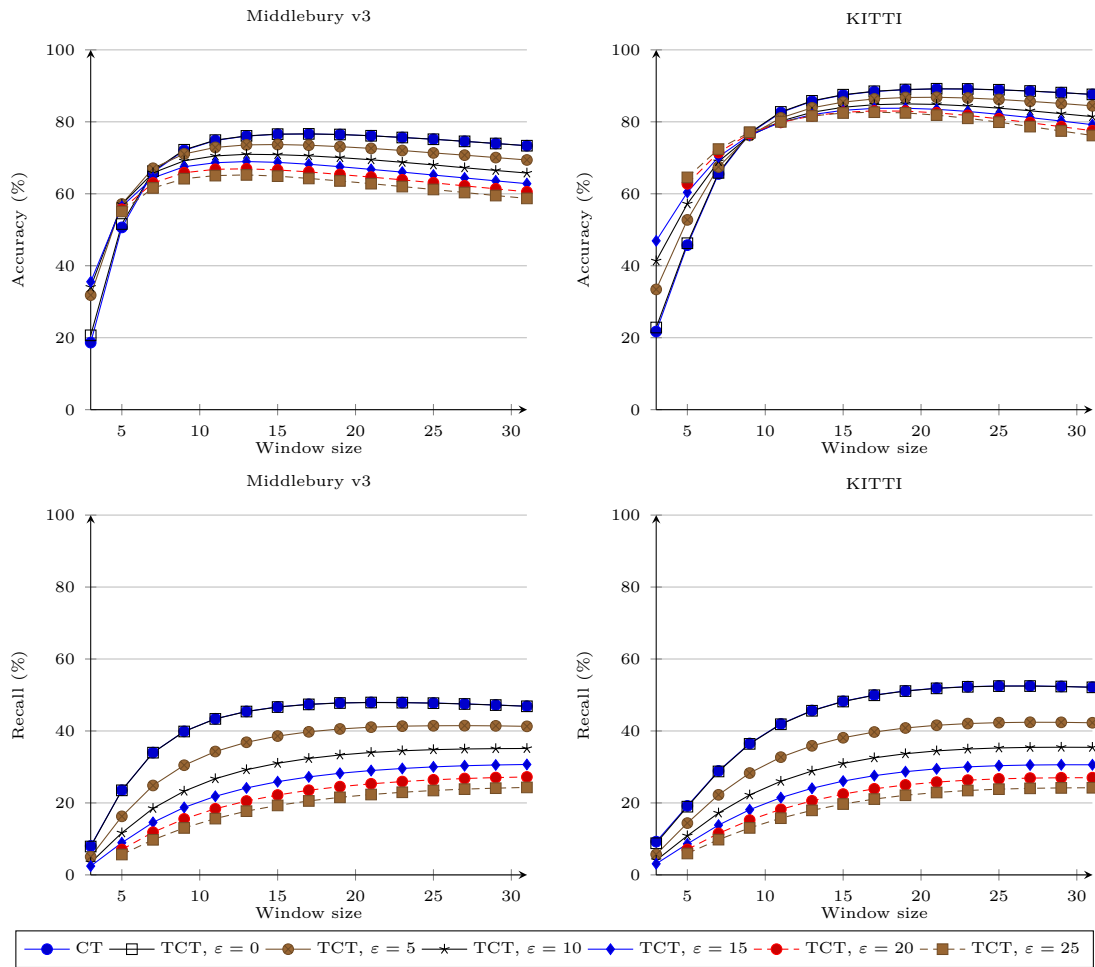 Middlebury v3
KITTI
100
80
60
40
20
0
Accuracy (%)
5 10 15 20 25 30
Window size
100
80
60
40
20
0
Accuracy (%)
5 10 15 20 25 30
Window size
Middlebury v3
KITTI
100
80
60
40
20
0
Recall (%)
5 10 15 20 25 30
Window size
100
80
60
40
20
0
Recall (%)
5 10 15 20 25 30
Window size
CT TCT, ε = 0 TCT, ε = 5 TCT, ε = 10 TCT, ε = 15 TCT, ε = 20 TCT, ε = 25